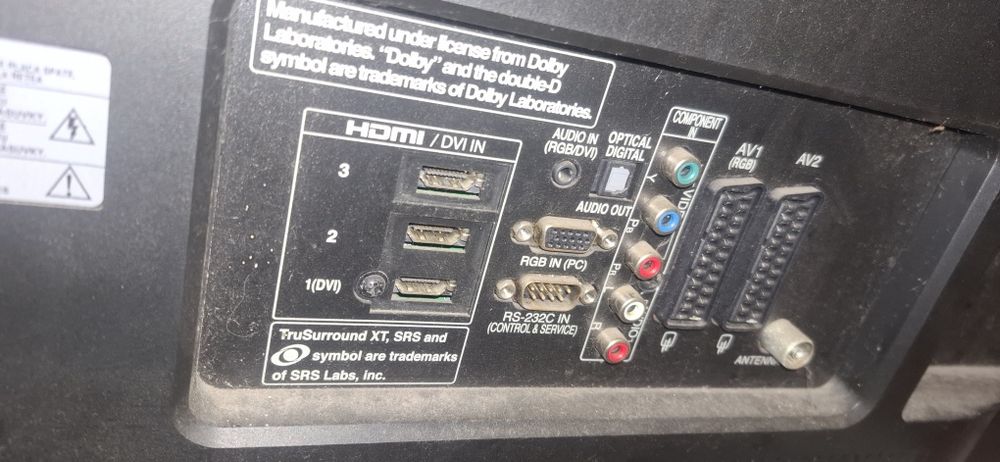 PLACA SPATE.
Manufactured under license from Dolby
Laboratories. "Dolby" and the double-D
symbol are trademarks of Dolby Laboratories.
HDMI / DVI IN
3
2
1(DVI)
AUDIO IN
(RGB/DVI)
OPTICAL
DIGITAL
AUDIO OUT
RGB IN (PC)
RS-232C IN
(CONTROL & SERVICE)
COMPONENT
IN
Y
PB
PR
R
AV1
(RGB)
AV2
TruSurround XT, SRS and
symbol are trademarks
of SRS Labs, inc.